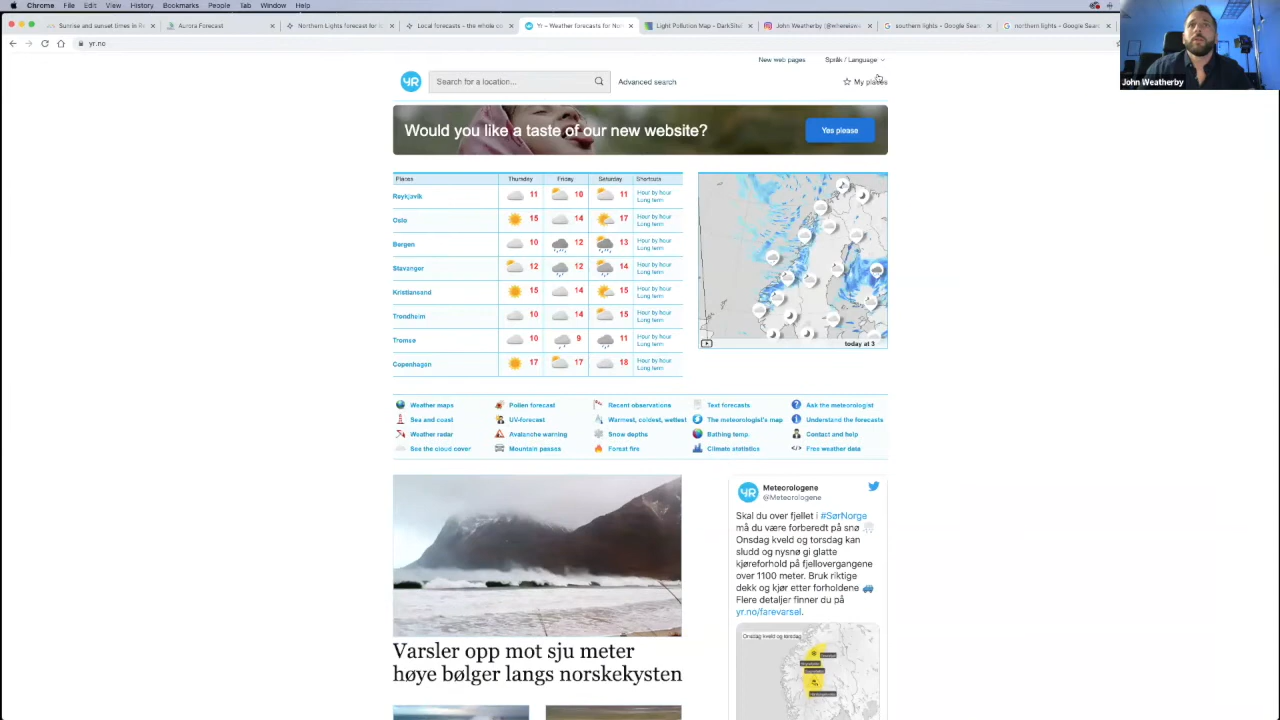 Chrome File Edit View History Bookmarks People Tab Window Help
Sunrise and sunset times in Re
Aurora Forecast
Northern Lights forecast for I
Local forecasts - the whole co
Yr – Weather forecasts for Nor
Light Pollution Map - DarkSite
John Weatherby (@whereiswe
southern lights - Google Sear
northern lights - Google Sear
yr.no
John Weatherby
New web pages
Språk / Language
Search for a location...
Advanced search
My places
Would you like a taste of our new website?
Yes please
Places Thursday Friday Saturday Shortcuts
Reykjavik 11 10 11 Hour by hour
Long term
Oslo 15 14 17 Hour by hour
Long term
Bergen 10 12 13 Hour by hour
Long term
Stavanger 12 12 14 Hour by hour
Long term
Kristiansand 15 14 15 Hour by hour
Long term
Trondheim 10 14 15 Hour by hour
Long term
Tromsø 10 9 11 Hour by hour
Long term
Copenhagen 17 17 18 Hour by hour
Long term
today at 3
Weather maps Pollen forecast Recent observations Text forecasts Ask the meteorologist
Sea and coast UV-forecast Warmest, coldest, wettest The meteorologist's map Understand the forecasts
Weather radar Avalanche warning Snow depths Bathing temp. Contact and help
See the cloud cover Mountain passes Forest fire Climate statistics Free weather data
Varsler opp mot sju meter
høye bølger langs norskekysten
YR
Meteorologene
@Meteorologene
Skal du over fjellet i #SørNorge
må du være forberedt på snø
Onsdag kveld og torsdag kan
sludd og nysnø gi glatte
kjøreforhold på fjellovergangene
over 1100 meter. Bruk riktige
dekk og kjør etter forholdene
Flere detaljer finner du på
yr.no/farevarsel.
Onsdag kveld og torsdag